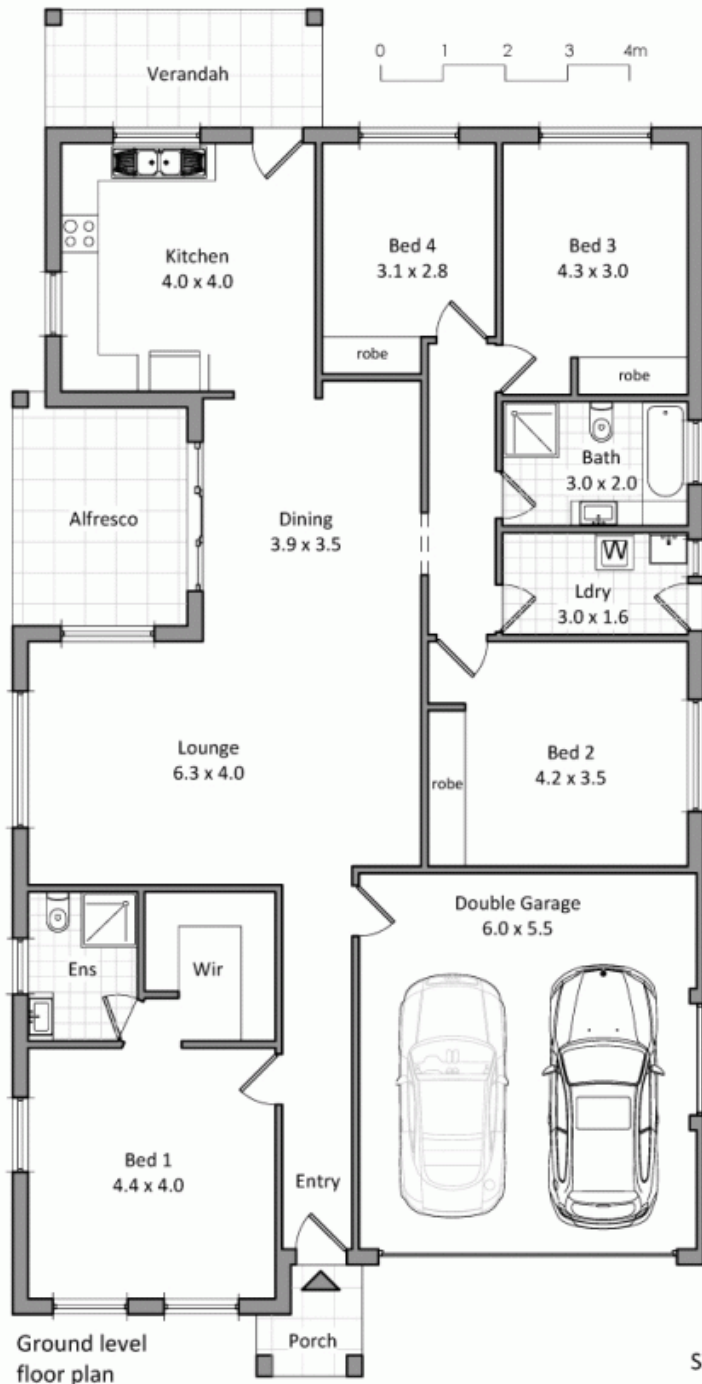 0 1 2 3 4m
Verandah
Kitchen
4.0 x 4.0
Bed 4
3.1 x 2.8
Bed 3
4.3 x 3.0
robe
robe
Bath
3.0 x 2.0
Alfresco
Dining
3.9 x 3.5
W
Ldry
3.0 x 1.6
Lounge
6.3 x 4.0
robe
Bed 2
4.2 x 3.5
Double Garage
6.0 x 5.5
Ens
Wir
Bed 1
4.4 x 4.0
Entry
Porch
Ground level
floor plan
S